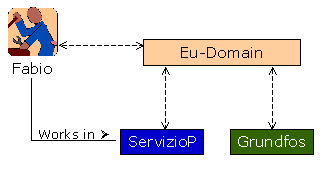 Eu-Domain
Fabio
Works in
ServizioP
Grundfos